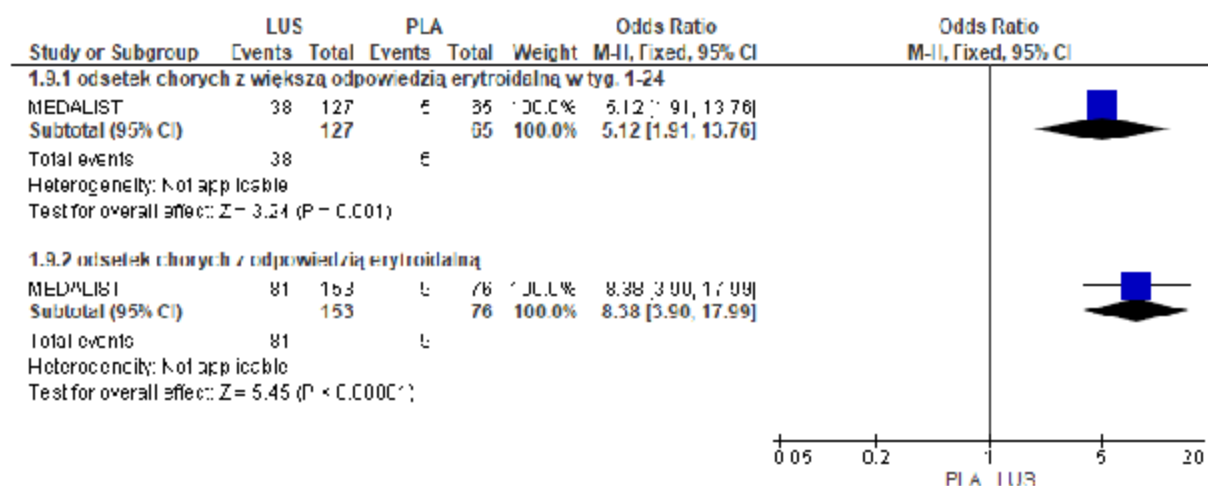 LUS PLA Odds Ratio Odds Ratio
Study or Subgroup Events Total Events Total Weight M-H, Fixed, 95% CI M-H, Fixed, 95% CI
1.9.1 odsetek chorych z większą odpowiedzią erytroidalną w tyg. 1-24
MEDALIST 38 127 5 65 100.0% 5.12 [1.91, 13.76]
Subtotal (95% CI) 127 65 100.0% 5.12 [1.91, 13.76]
Total events 38 5
Heterogeneity: Not applicable
Test for overall effect: Z = 3.24 (P = 0.001)
1.9.2 odsetek chorych z odpowiedzią erytroidalną
MEDALIST 81 153 9 76 100.0% 8.38 [3.90, 17.99]
Subtotal (95% CI) 153 76 100.0% 8.38 [3.90, 17.99]
Total events 81 9
Heterogeneity: Not applicable
Test for overall effect: Z = 5.45 (P < 0.00001)
0.05 0.2 1 5 20
PLA LUS